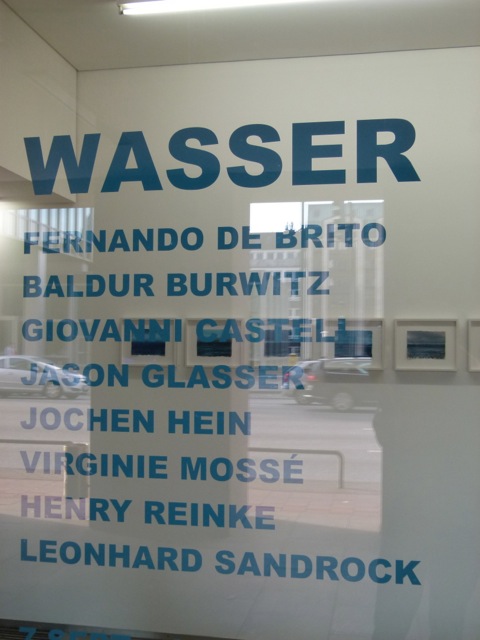 WASSER
FERNANDO DE BRITO
BALDUR BURWITZ
GIOVANNI CASTELL
JASON GLASSER
JOCHEN HEIN
VIRGINIE MOSSÉ
HENRY REINKE
LEONHARD SANDROCK